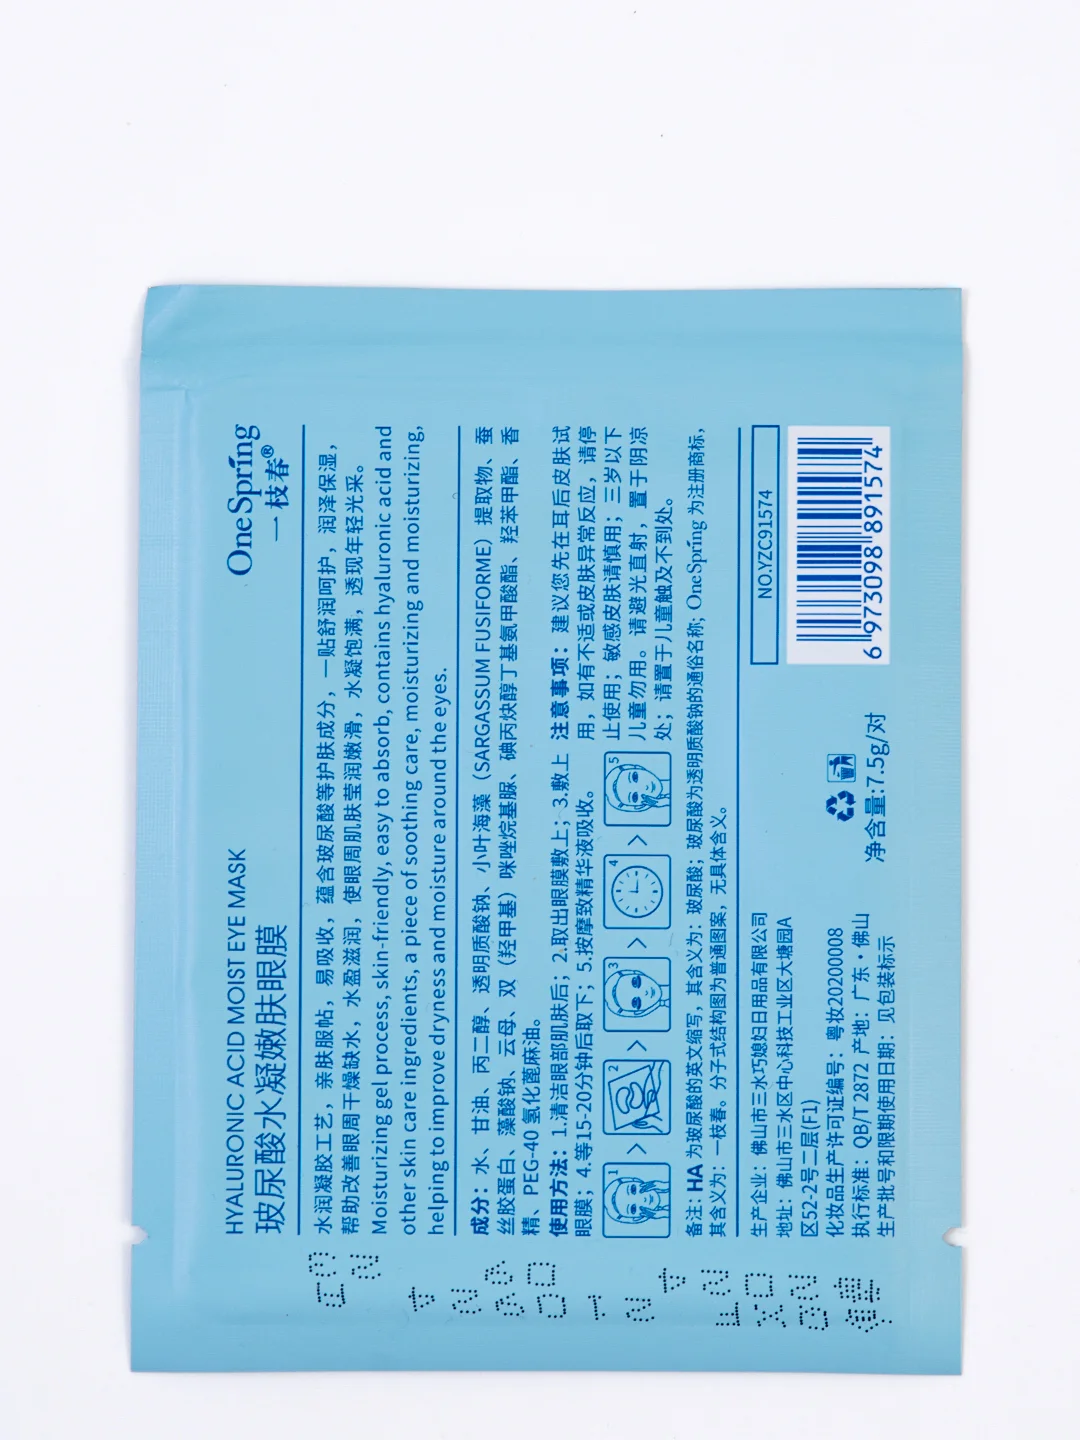 HYALURONIC ACID MOIST EYE MASK
玻尿酸水凝嫩肤眼膜
OneSpring
一枝春®
水润凝胶工艺，亲肤服帖，易吸收，蕴含玻尿酸等护肤成分，一贴舒润呵护，润泽保湿，
帮助改善眼周干燥缺水，水盈滋润，使眼周肌肤莹润嫩滑，水凝饱满，透现年轻光采。
Moisturizing gel process, skin-friendly, easy to absorb, contains hyaluronic acid and
other skin care ingredients, a piece of soothing care, moisturizing and moisturizing,
helping to improve dryness and moisture around the eyes.
成分：水、甘油、丙二醇、透明质酸钠、小叶海藻（SARGASSUM FUSIFORME）提取物、蚕
丝胶蛋白、藻酸钠、云母、双（羟甲基）咪唑烷基脲、碘丙炔醇丁基氨甲酸酯、羟苯甲酯、香
精、PEG-40 氢化蓖麻油。
使用方法：1.清洁眼部肌肤后；2.取出眼膜敷上；3.敷上
眼膜；4.等15-20分钟后取下；5.按摩致精华液吸收。
1 > 2 > 3 > 4 > 5
注意事项：建议您先在耳后皮肤试
用，如有不适或皮肤异常反应，请停
止使用；敏感皮肤请慎用；三岁以下
儿童勿用。请避光直射，置于阴凉
处；请置于儿童触及不到处。
备注：HA 为玻尿酸的英文缩写，其含义为：玻尿酸；玻尿酸为透明质酸钠的通俗名称；OneSpring 为注册商标，
其含义为：一枝春。分子式结构图为普通图案，无具体含义。
生产企业：佛山市三水巧媳妇日用品有限公司
地址：佛山市三水区中心科技工业区大塘园A
区52-2号二层(F1)
化妆品生产许可证编号：粤妆20200008
执行标准：QB/T 2872 产地：广东·佛山
生产批号和限期使用日期：见包装标示
净含量:7.5g/对
NO.YZC91574
6 973098 891574